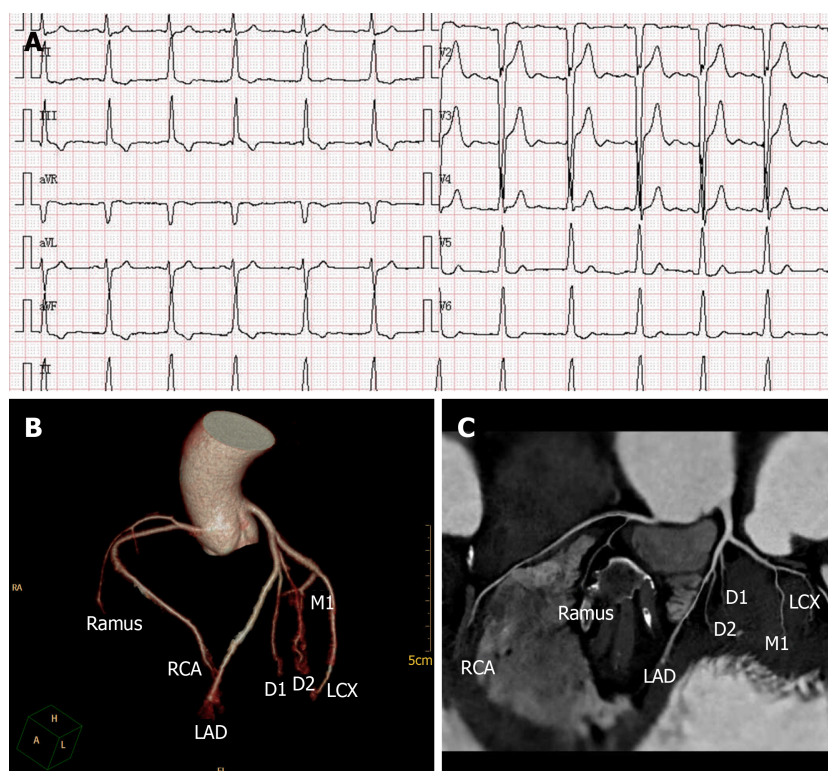 A
II
V2
III
V3
aVR
V4
aVL
V5
aVF
V6
II
B
RA
Ramus
M1
RCA
D1
D2
LCX
5cm
LAD
H
A
L
C
Ramus
D1
D2
LCX
M1
RCA
LAD